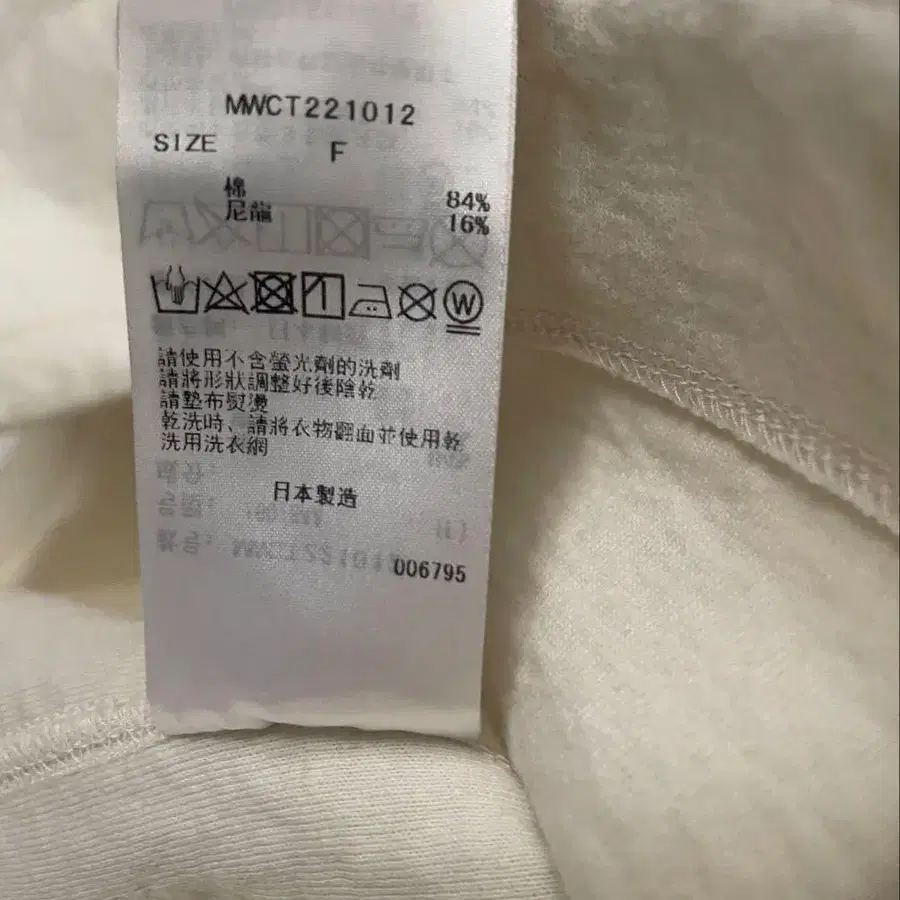 MWCT221012
SIZE F
棉 84%
尼龍 16%
W
請使用不含螢光劑的洗劑
請將形狀調整好後陰乾
請墊布熨燙
乾洗時、請將衣物翻面並使用乾
洗用洗衣網
日本製造
006795